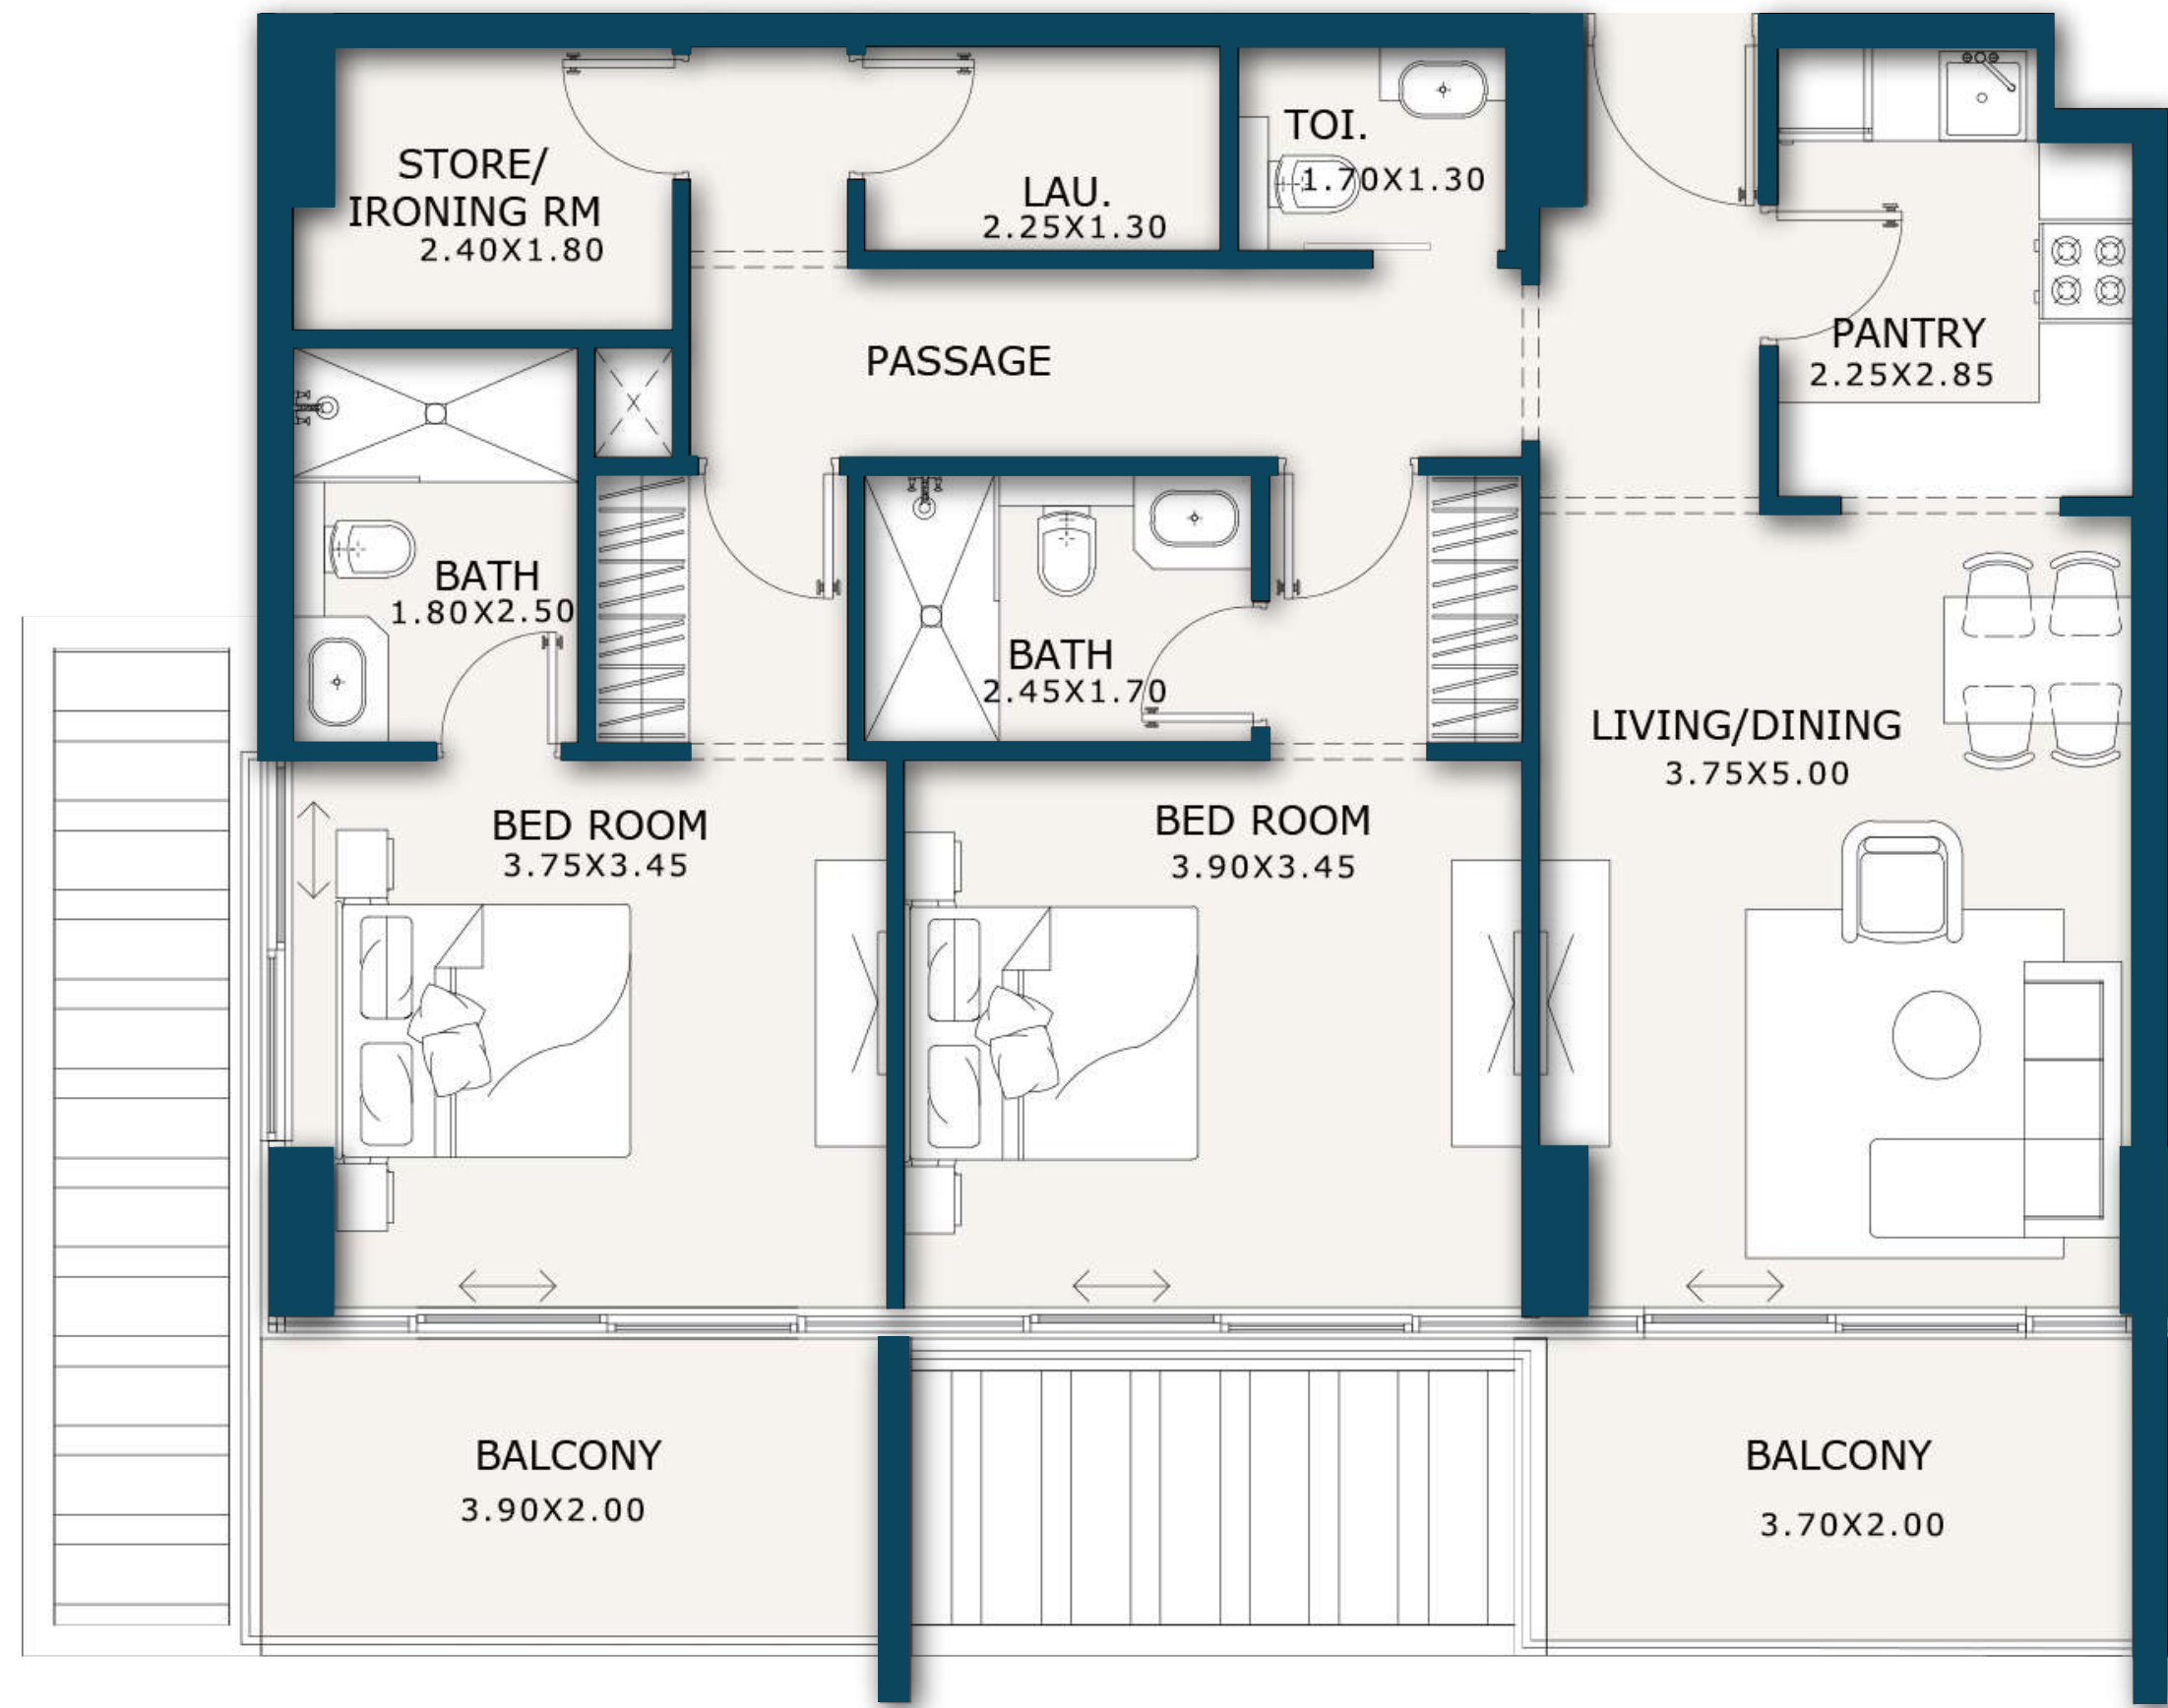 TOI.
1.70X1.30
STORE/
IRONING RM
2.40X1.80
LAU.
2.25X1.30
PASSAGE
PANTRY
2.25X2.85
BATH
1.80X2.50
BATH
2.45X1.70
LIVING/DINING
3.75X5.00
BED ROOM
3.75X3.45
BED ROOM
3.90X3.45
BALCONY
3.90X2.00
BALCONY
3.70X2.00